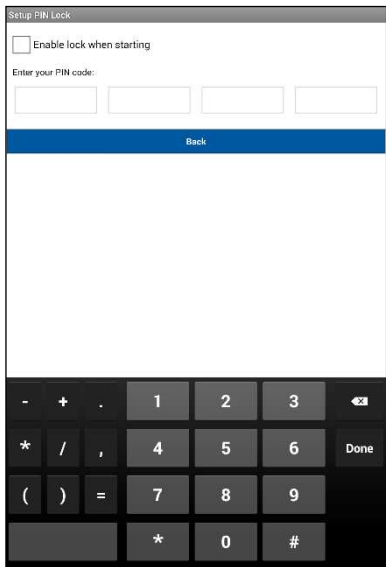 Setup PIN Lock
Enable lock when starting
Enter your PIN code:
Back
- + . 1 2 3
* / , 4 5 6 Done
( ) = 7 8 9
* 0 #